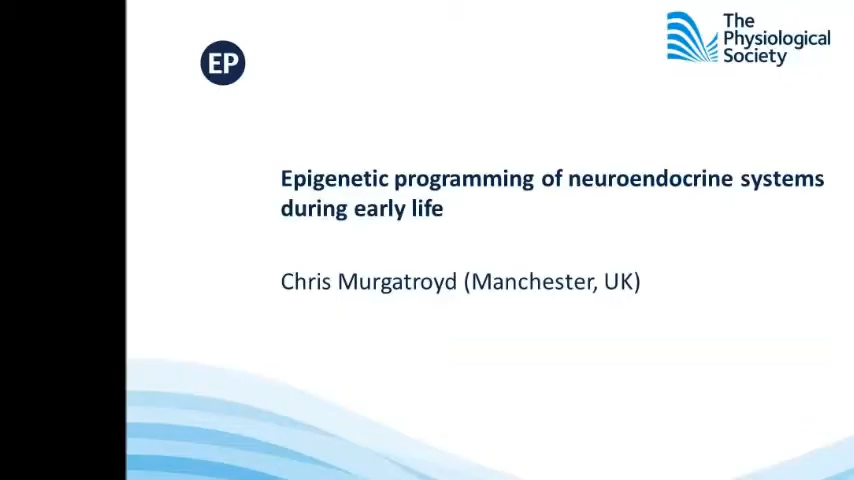 The
Physiological
Society
EP
Epigenetic programming of neuroendocrine systems
during early life
Chris Murgatroyd (Manchester, UK)